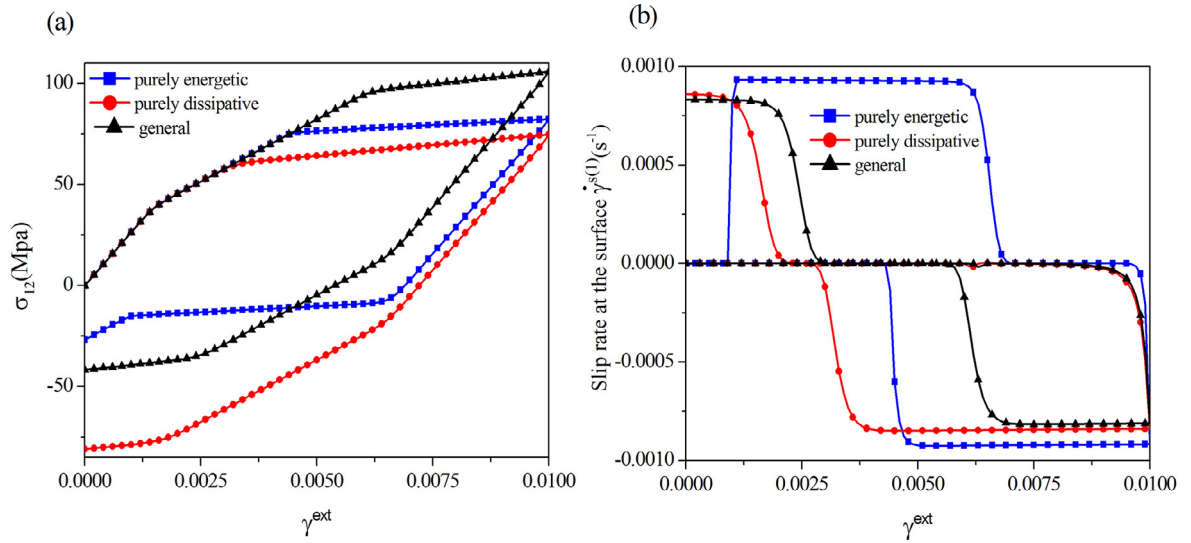 (a)
100
50
0
-50
σ12(Mpa)
purely energetic
purely dissipative
general
0.0000
0.0025
0.0050
0.0075
0.0100
γext
(b)
0.0010
0.0005
0.0000
-0.0005
-0.0010
Slip rate at the surface γ̇s(1)(s-1)
purely energetic
purely dissipative
general
0.0000
0.0025
0.0050
0.0075
0.0100
γext